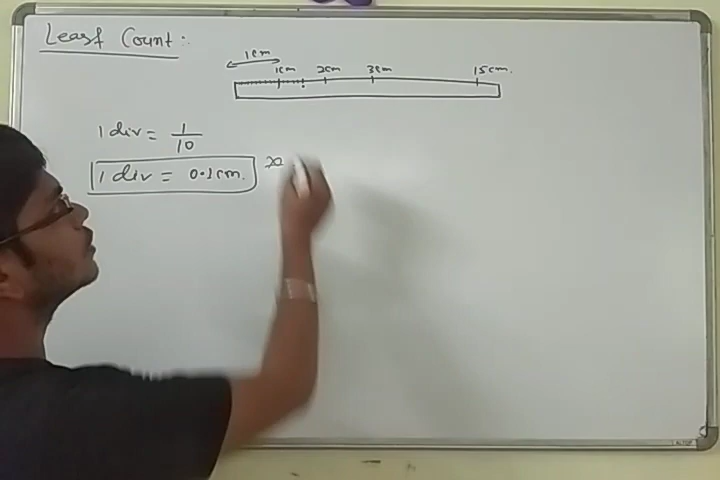 Least Count:
1cm
1cm 2cm 3cm 15cm.
1 div = 1/10
1 div = 0.1cm.